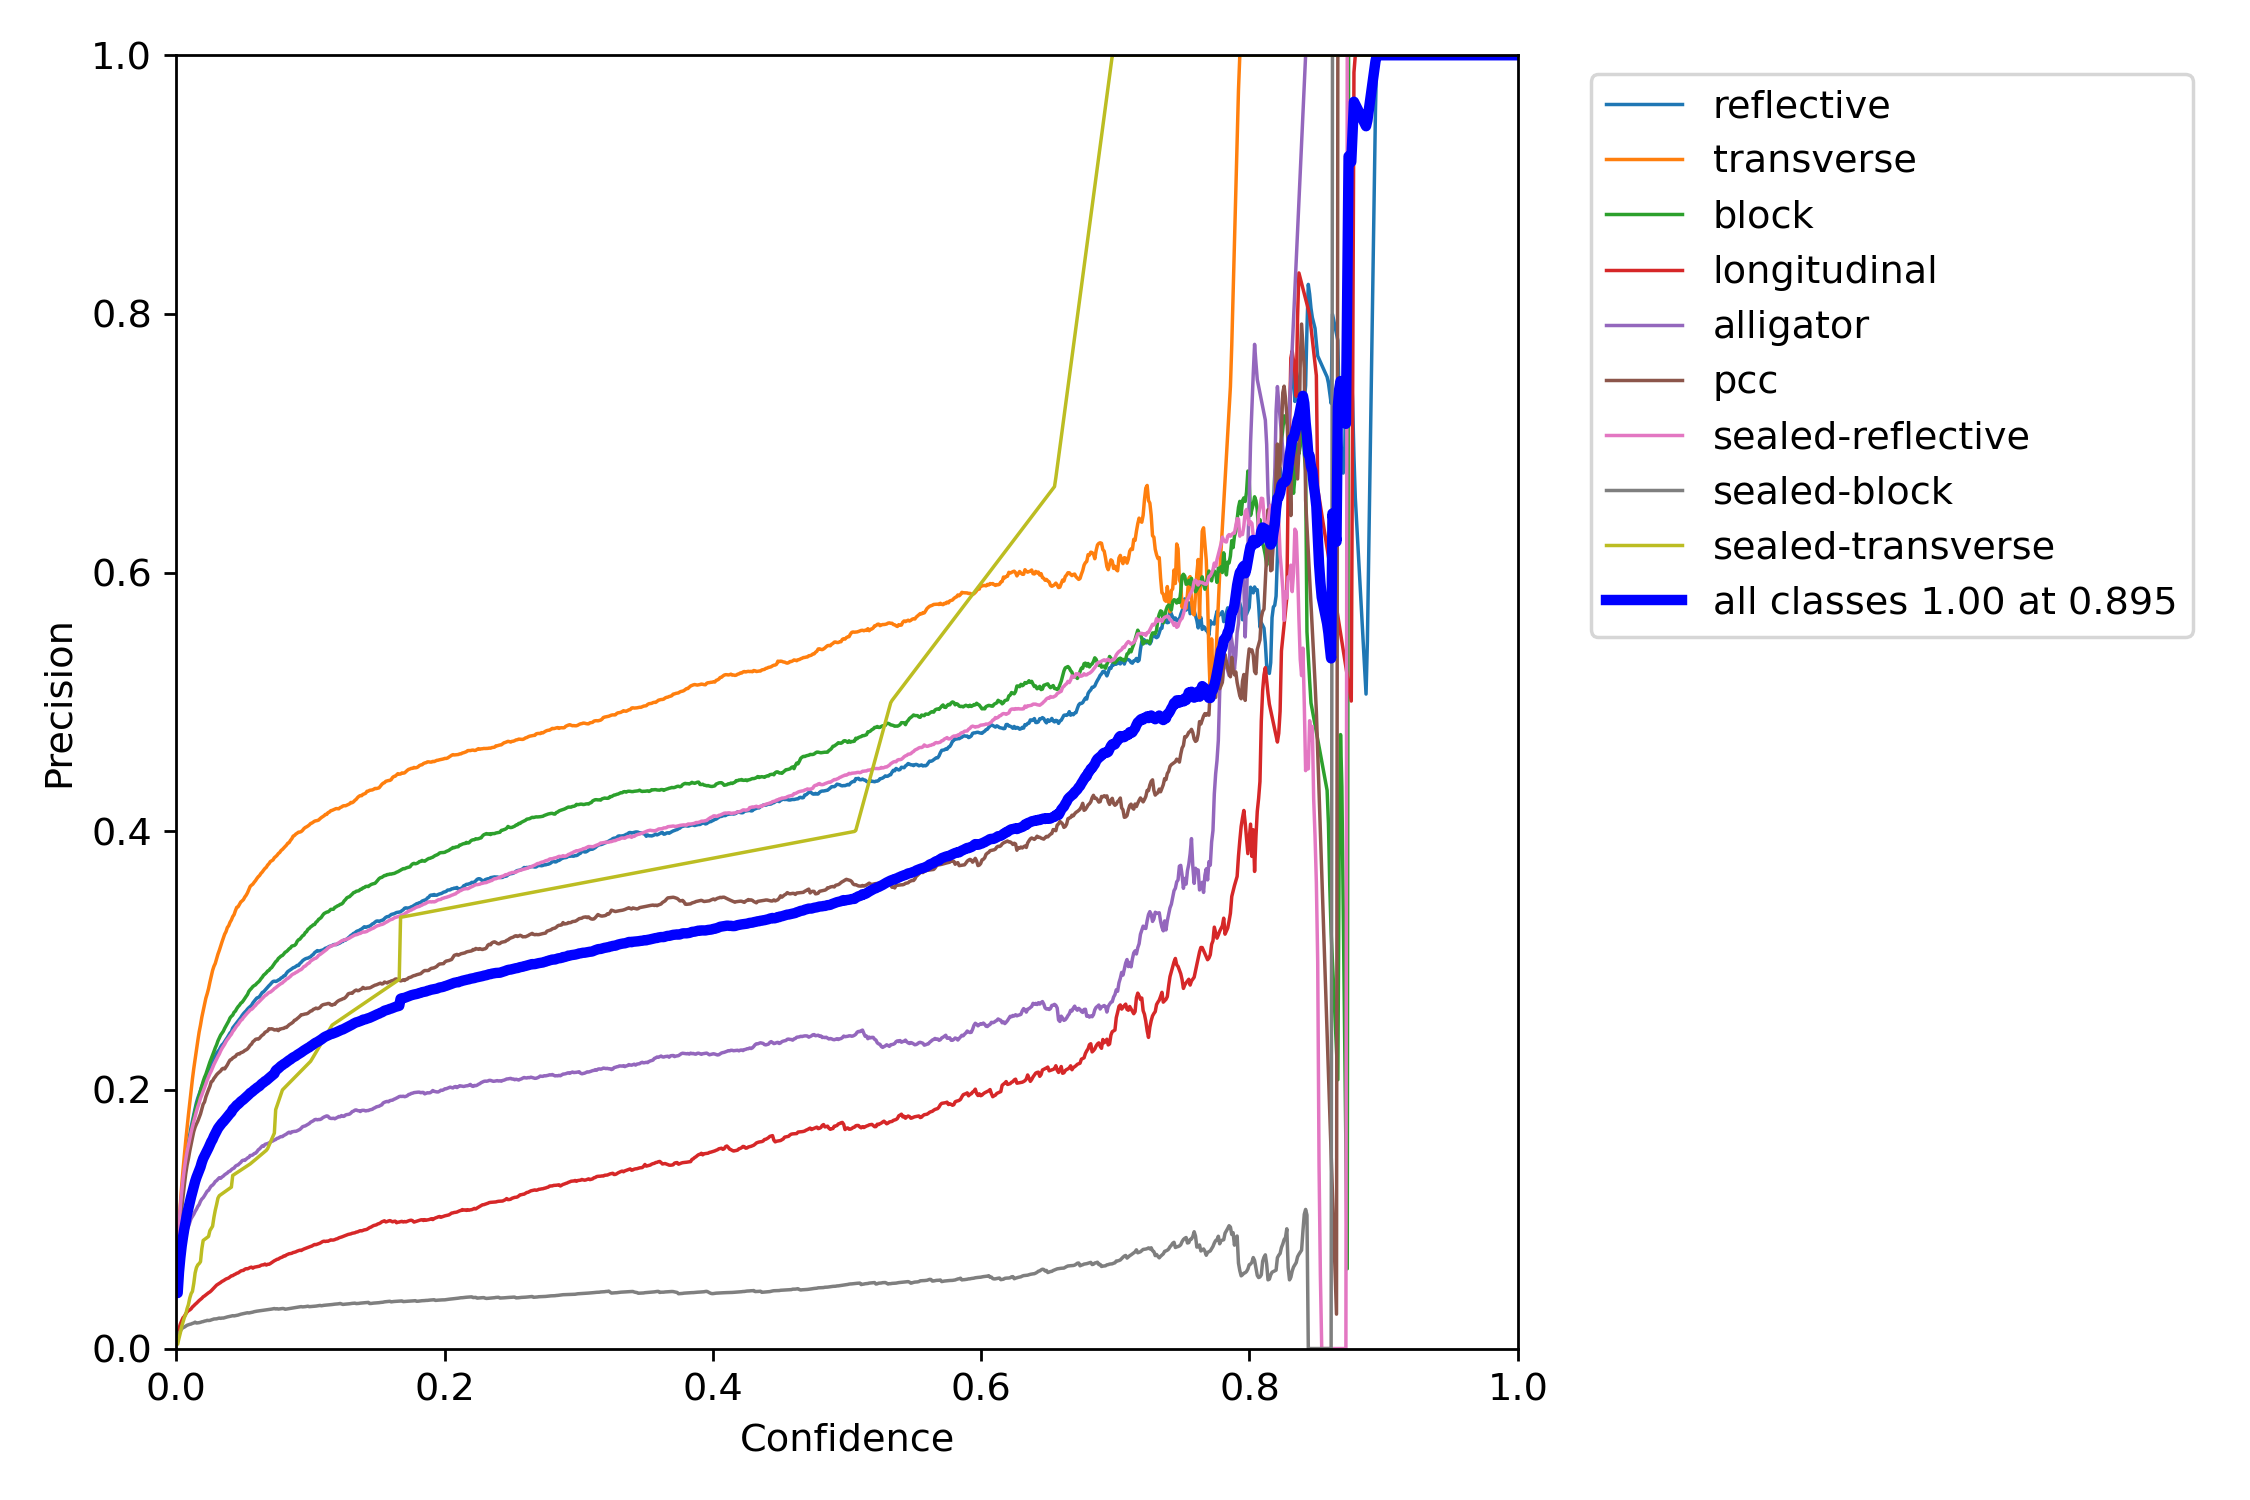 1.0
0.8
0.6
0.4
0.2
0.0
Precision
0.0 0.2 0.4 0.6 0.8 1.0
Confidence
reflective
transverse
block
longitudinal
alligator
pcc
sealed-reflective
sealed-block
sealed-transverse
all classes 1.00 at 0.895